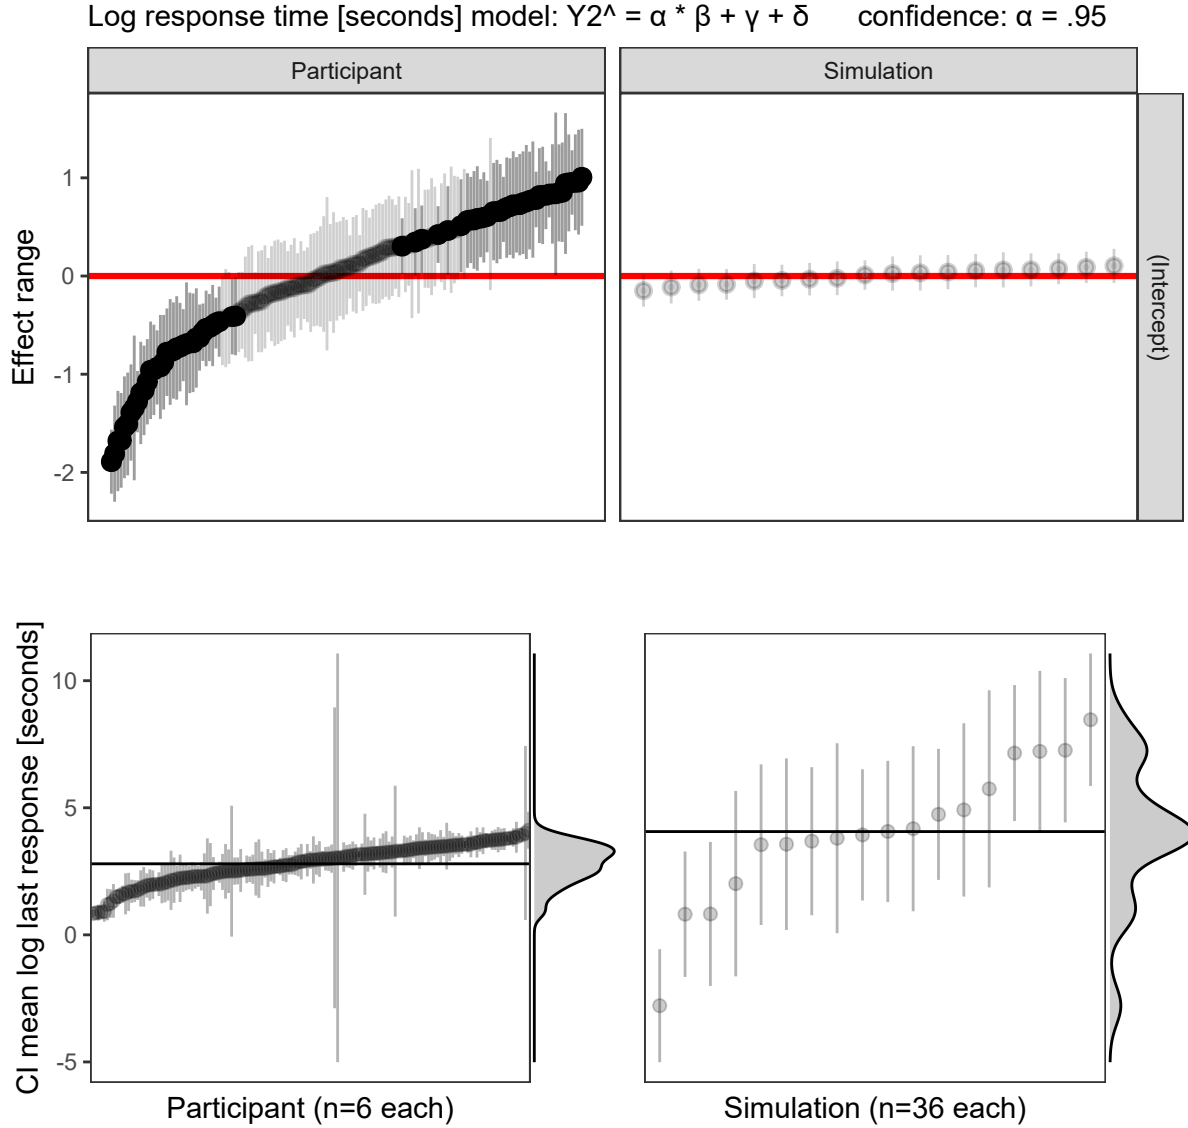 Log response time [seconds] model: Y2^ = α * β + γ + δ confidence: α = .95
Participant
Simulation
Effect range
1
0
-1
-2
(Intercept)
CI mean log last response [seconds]
10
5
0
-5
Participant (n=6 each)
Simulation (n=36 each)